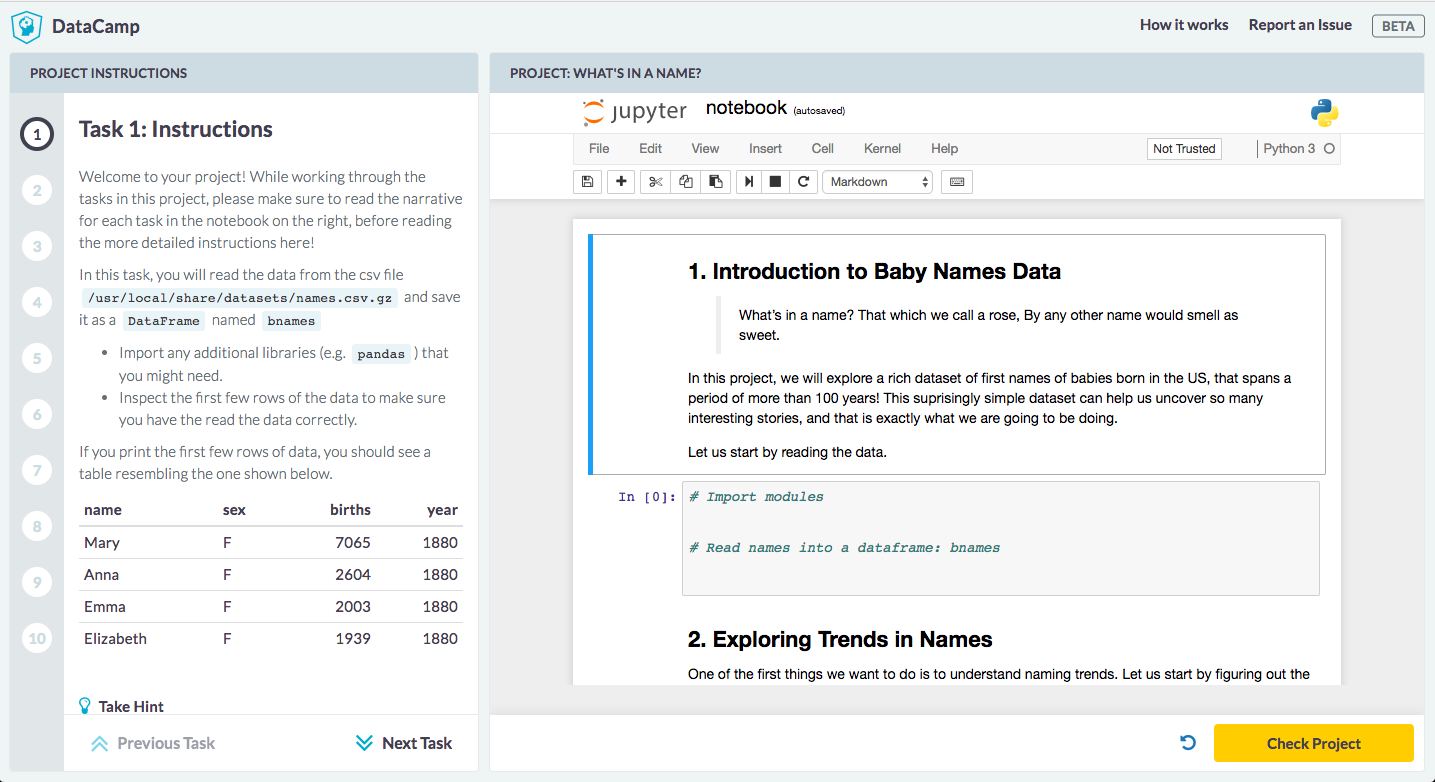 DataCamp
How it works Report an Issue BETA
PROJECT INSTRUCTIONS
1
2
3
4
5
6
7
8
9
10
Task 1: Instructions
Welcome to your project! While working through the
tasks in this project, please make sure to read the narrative
for each task in the notebook on the right, before reading
the more detailed instructions here!
In this task, you will read the data from the csv file
/usr/local/share/datasets/names.csv.gz and save
it as a DataFrame named bnames
• Import any additional libraries (e.g. pandas ) that
you might need.
• Inspect the first few rows of the data to make sure
you have the read the data correctly.
If you print the first few rows of data, you should see a
table resembling the one shown below.
name sex births year
Mary F 7065 1880
Anna F 2604 1880
Emma F 2003 1880
Elizabeth F 1939 1880
Take Hint
Previous Task Next Task
PROJECT: WHAT'S IN A NAME?
jupyter notebook (autosaved)
File Edit View Insert Cell Kernel Help Not Trusted Python 3
Markdown
1. Introduction to Baby Names Data
What's in a name? That which we call a rose, By any other name would smell as
sweet.
In this project, we will explore a rich dataset of first names of babies born in the US, that spans a
period of more than 100 years! This suprisingly simple dataset can help us uncover so many
interesting stories, and that is exactly what we are going to be doing.
Let us start by reading the data.
In [0]: # Import modules
# Read names into a dataframe: bnames
2. Exploring Trends in Names
One of the first things we want to do is to understand naming trends. Let us start by figuring out the
Check Project